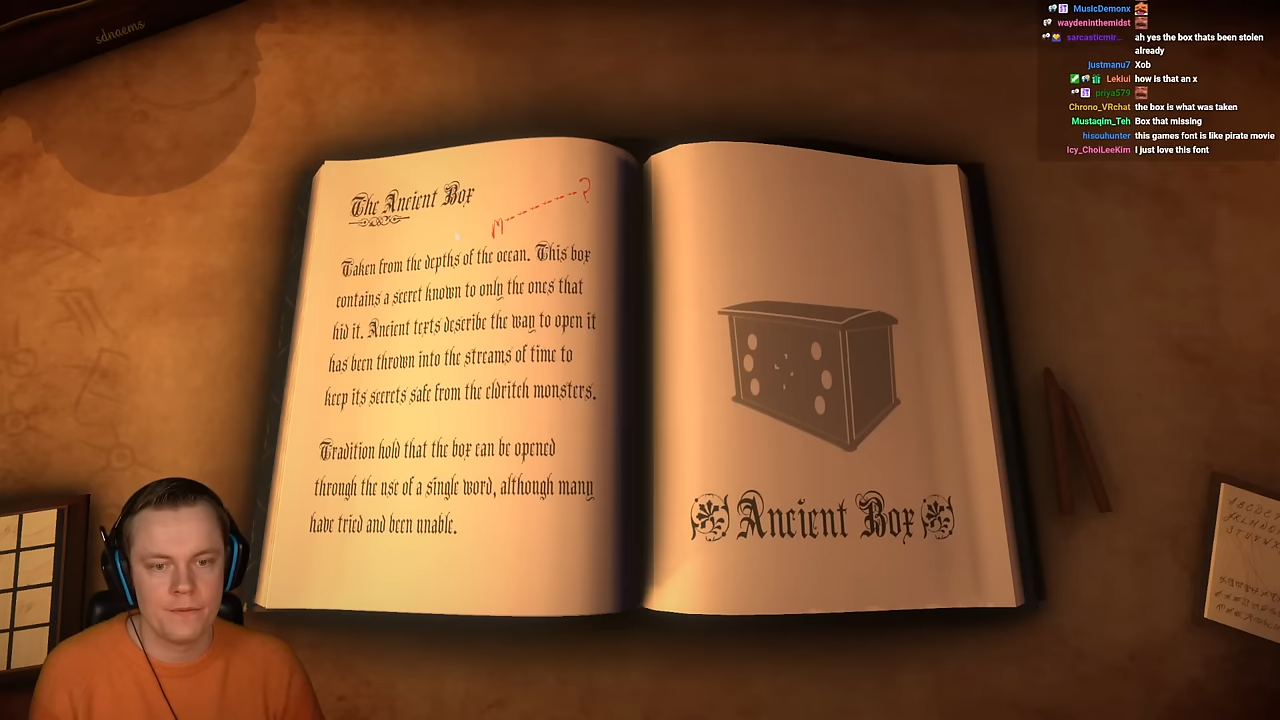 sdnaems
The Ancient Box
M
?
Taken from the depths of the ocean. This box
contains a secret known to only the ones that
hid it. Ancient texts describe the way to open it
has been thrown into the streams of time to
keep its secrets safe from the eldritch monsters.
Tradition hold that the box can be opened
through the use of a single word, although many
have tried and been unable.
Ancient Box
MusicDemonx
waydeninthemidst
sarcasticmir... ah yes the box thats been stolen
already
justmanu7 Xob
Lekiui how is that an x
priya579
Chrono_VRchat the box is what was taken
Mustaqim_Teh Box that missing
hisouhunter this games font is like pirate movie
Icy_ChoiLeeKim I just love this font